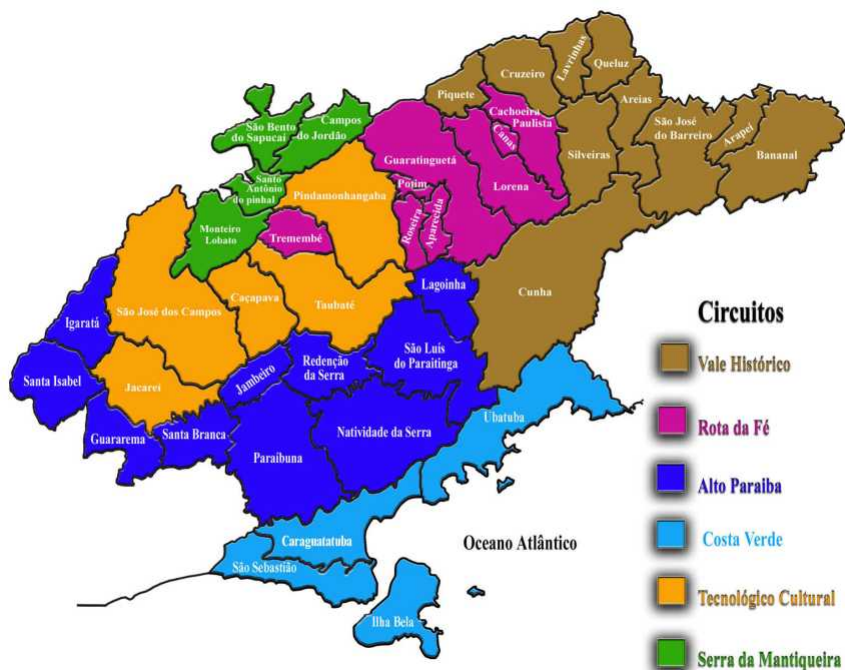 Lavrinhas
Queluz
Cruzeiro
Piquete
Areias
Cachoeira
Paulista
São José
do Barreiro
Arapeí
Bananal
Canas
Silveiras
Campos
do Jordão
São Bento
do Sapucaí
Guaratinguetá
Lorena
Santo
Antônio
do pinhal
Pindamonhangaba
Potim
Roseira
Aparecida
Monteiro
Lobato
Tremembé
Lagoinha
Cunha
Caçapava
Taubaté
São José dos Campos
Igaratá
São Luís
do Paraitinga
Redenção
da Serra
Jambeiro
Santa Isabel
Jacareí
Guararema
Santa Branca
Natividade da Serra
Ubatuba
Paraibuna
Caraguatatuba
São Sebastião
Ilha Bela
Oceano Atlântico
Circuitos
Vale Histórico
Rota da Fé
Alto Paraiba
Costa Verde
Tecnológico Cultural
Serra da Mantiqueira